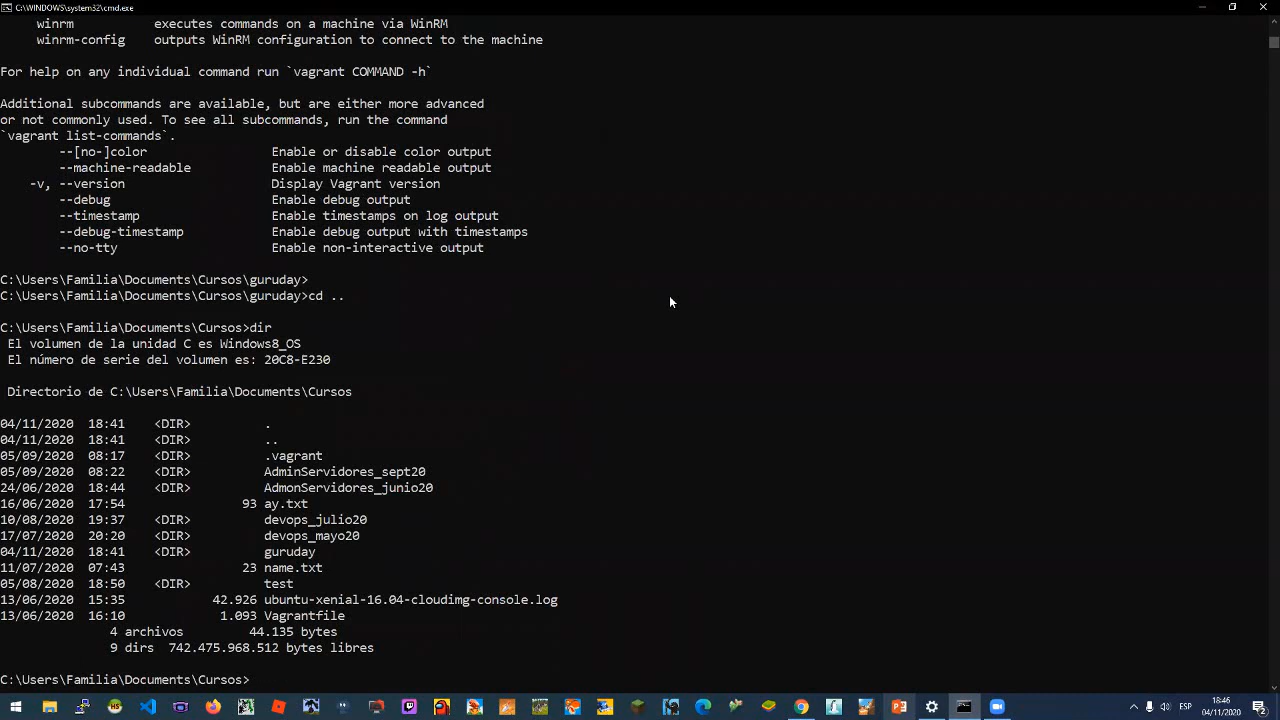 C:\WINDOWS\system32\cmd.exe
winrm executes commands on a machine via WinRM
winrm-config outputs WinRM configuration to connect to the machine
For help on any individual command run `vagrant COMMAND -h`
Additional subcommands are available, but are either more advanced
or not commonly used. To see all subcommands, run the command
`vagrant list-commands`.
--[no-]color Enable or disable color output
--machine-readable Enable machine readable output
-v, --version Display Vagrant version
--debug Enable debug output
--timestamp Enable timestamps on log output
--debug-timestamp Enable debug output with timestamps
--no-tty Enable non-interactive output
C:\Users\Familia\Documents\Cursos\guruday>
C:\Users\Familia\Documents\Cursos\guruday>cd ..
C:\Users\Familia\Documents\Cursos>dir
El volumen de la unidad C es Windows8_OS
El número de serie del volumen es: 20C8-E230
Directorio de C:\Users\Familia\Documents\Cursos
04/11/2020 18:41 <DIR> .
04/11/2020 18:41 <DIR> ..
05/09/2020 08:17 <DIR> .vagrant
05/09/2020 08:22 <DIR> AdminServidores_sept20
24/06/2020 18:44 <DIR> AdmonServidores_junio20
16/06/2020 17:54 93 ay.txt
10/08/2020 19:37 <DIR> devops_julio20
17/07/2020 20:20 <DIR> devops_mayo20
04/11/2020 18:41 <DIR> guruday
11/07/2020 07:43 23 name.txt
05/08/2020 18:50 <DIR> test
13/06/2020 15:35 42.926 ubuntu-xenial-16.04-cloudimg-console.log
13/06/2020 16:10 1.093 Vagrantfile
4 archivos 44.135 bytes
9 dirs 742.475.968.512 bytes libres
C:\Users\Familia\Documents\Cursos>
ESP
18:46
04/11/2020
2